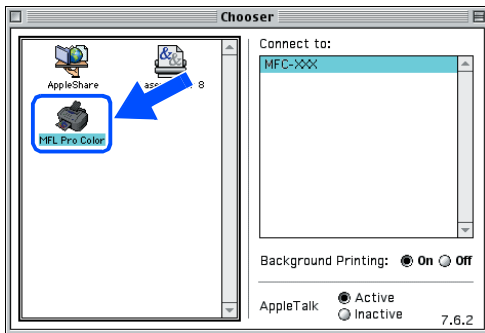 Chooser
AppleShare
8
MFL Pro Color
Connect to:
MFC-XXX
Background Printing: On Off
AppleTalk Active
Inactive
7.6.2